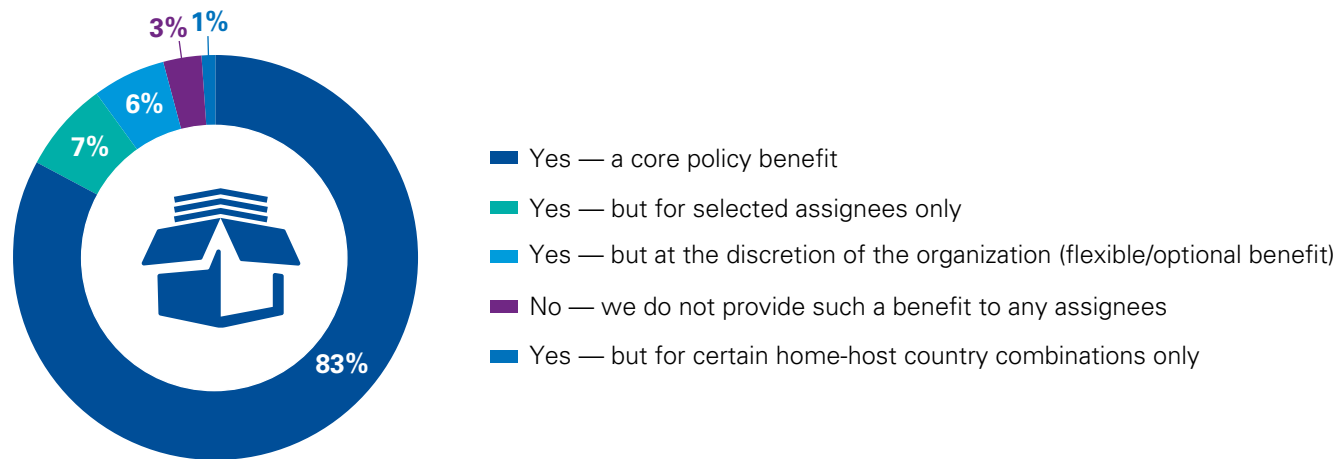 3% 1%
6%
7%
83%
Yes — a core policy benefit
Yes — but for selected assignees only
Yes — but at the discretion of the organization (flexible/optional benefit)
No — we do not provide such a benefit to any assignees
Yes — but for certain home-host country combinations only